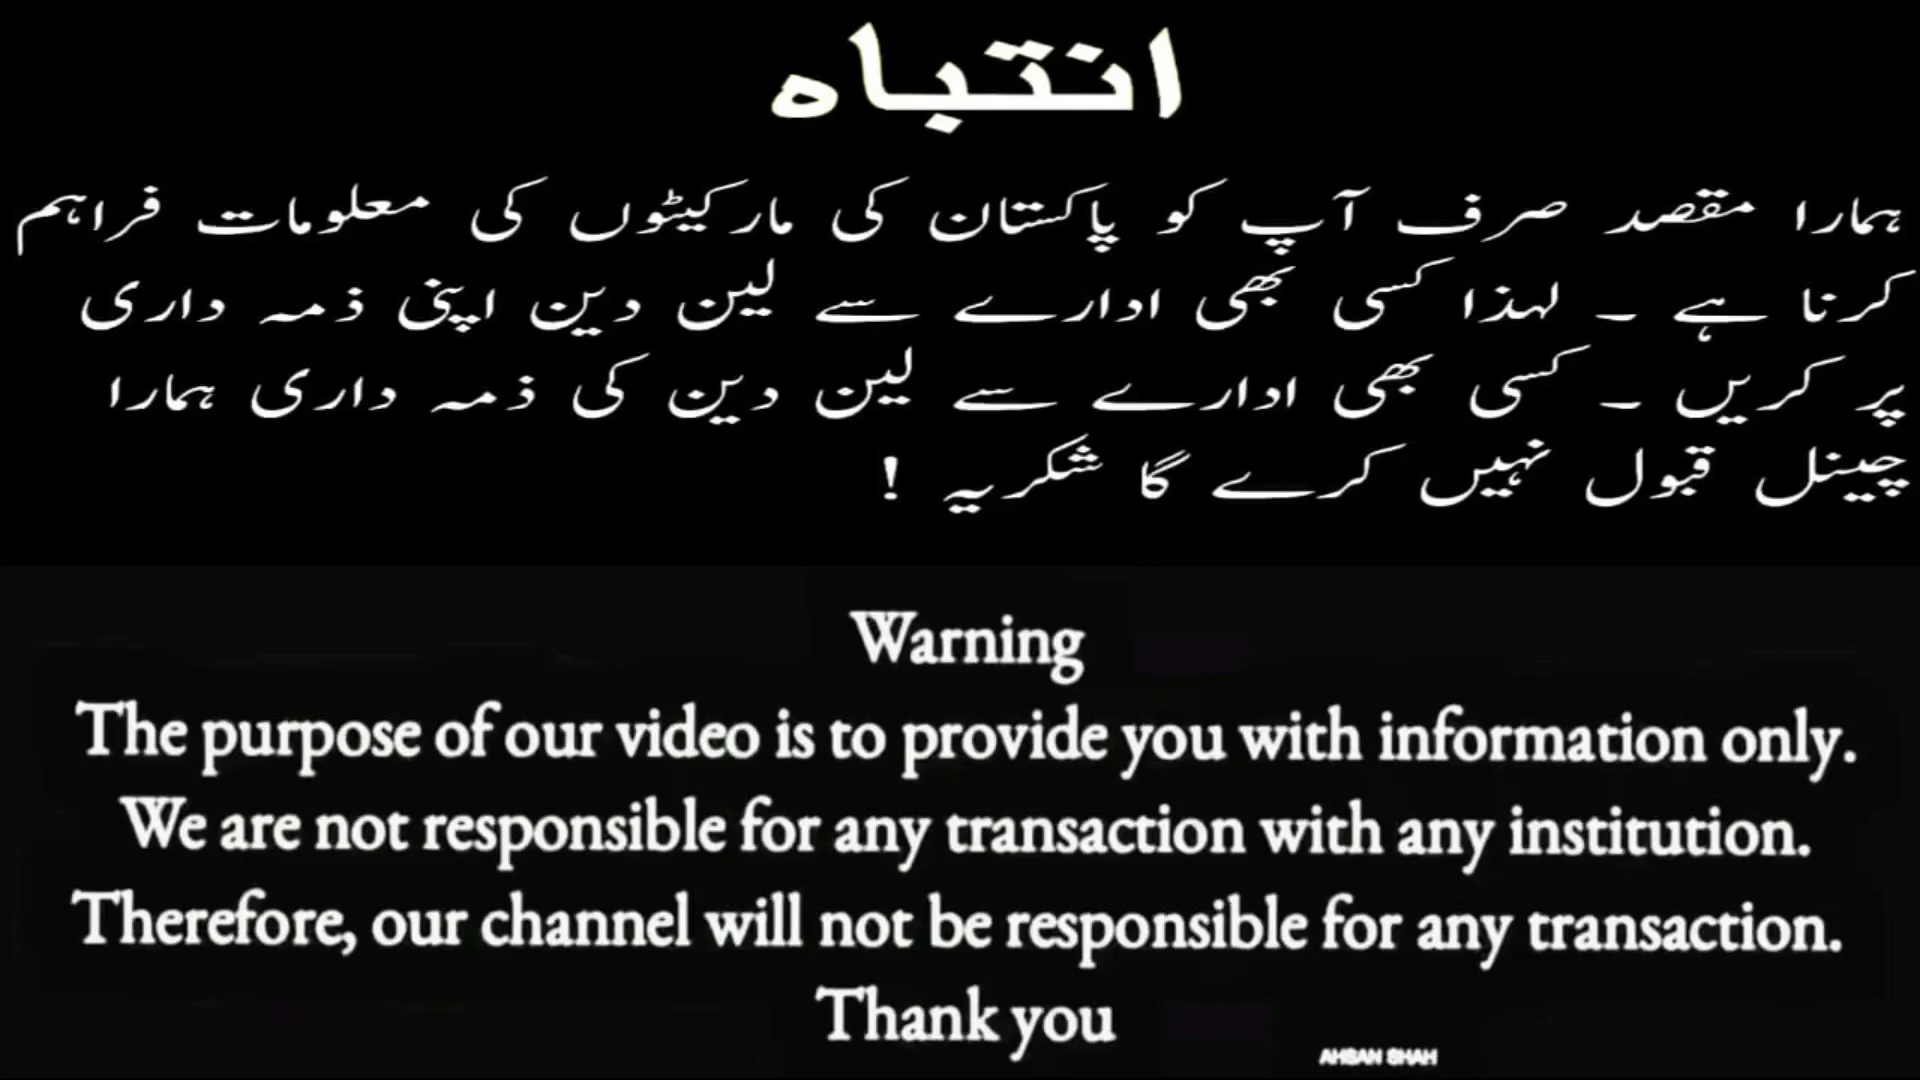 انتباہ
ہمارا مقصد صرف آپ کو پاکستان کی مارکیٹوں کی معلومات فراہم
کرنا ہے ۔ لہذا کسی بھی ادارے سے لین دین اپنی ذمہ داری
پر کریں ۔ کسی بھی ادارے سے لین دین کی ذمہ داری ہمارا
چینل قبول نہیں کرے گا شکریہ !
Warning
The purpose of our video is to provide you with information only.
We are not responsible for any transaction with any institution.
Therefore, our channel will not be responsible for any transaction.
Thank you
AHSAN SHAH